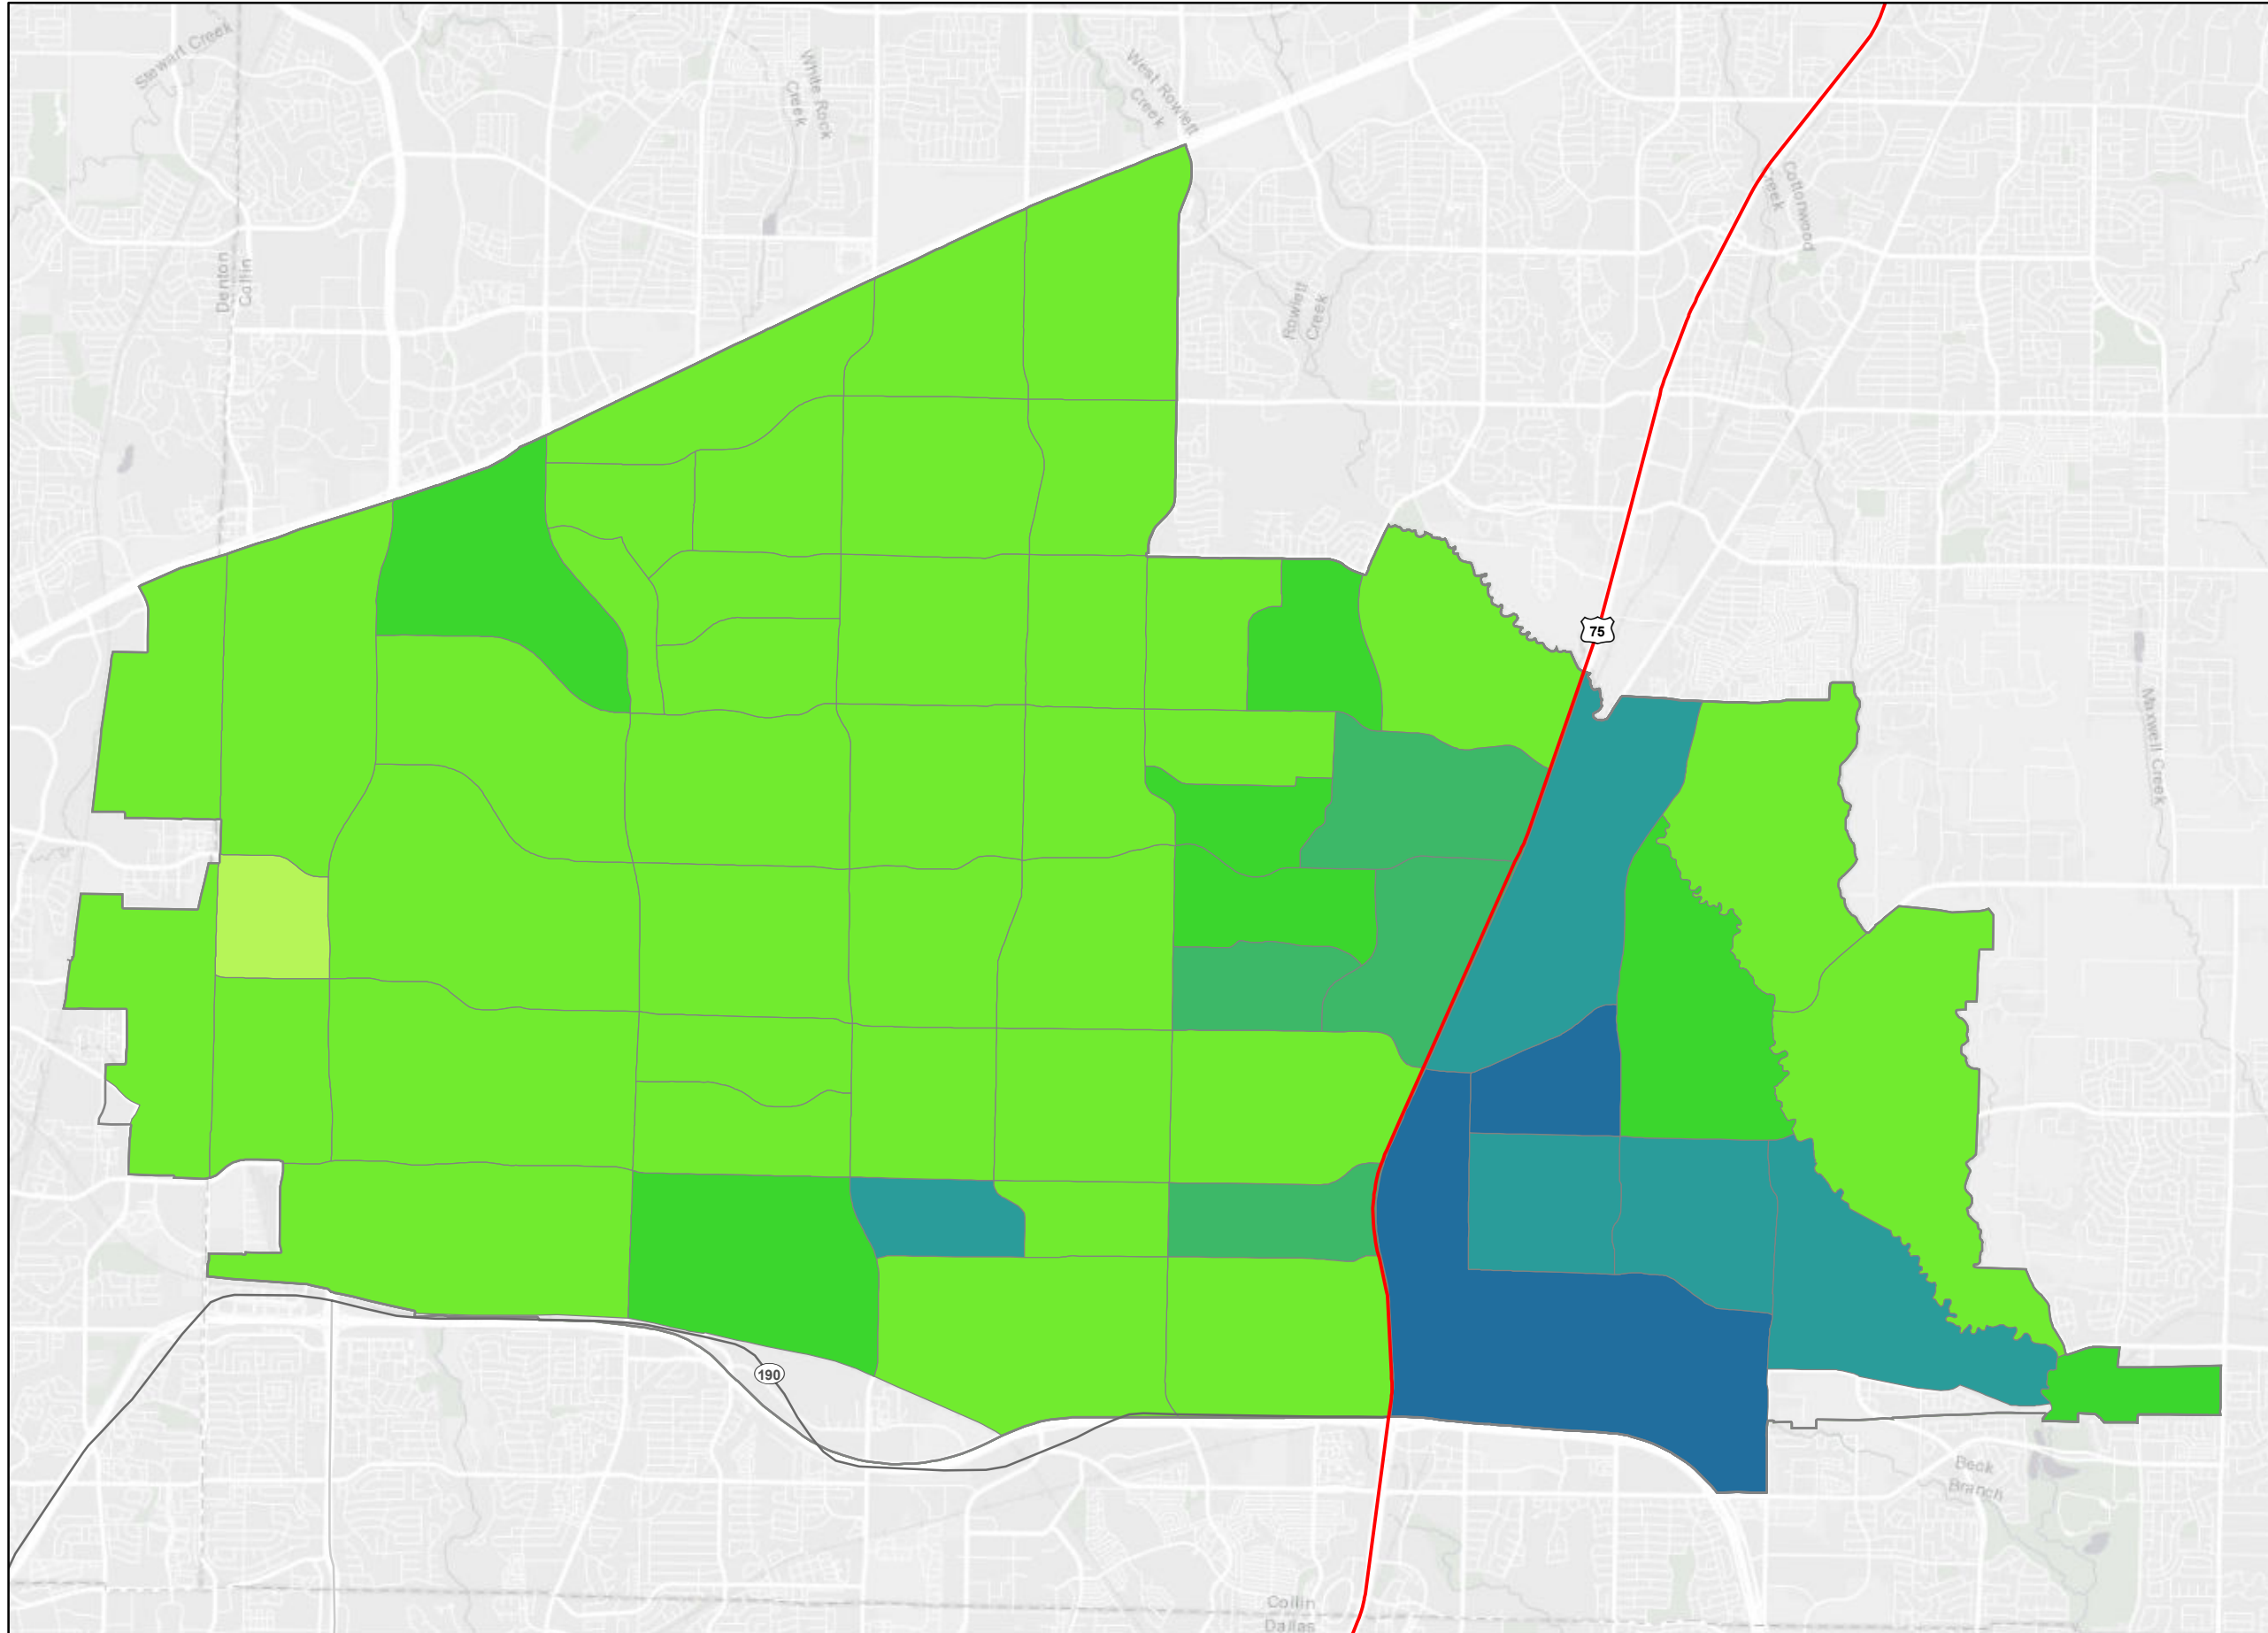 Stewart Creek
White Rock
Creek
West Rowlett
Creek
Cottonwood
Creek
Denton
Collin
Rowlett
Creek
75
Maxwell Creek
190
Beck
Branch
Collin
Dallas